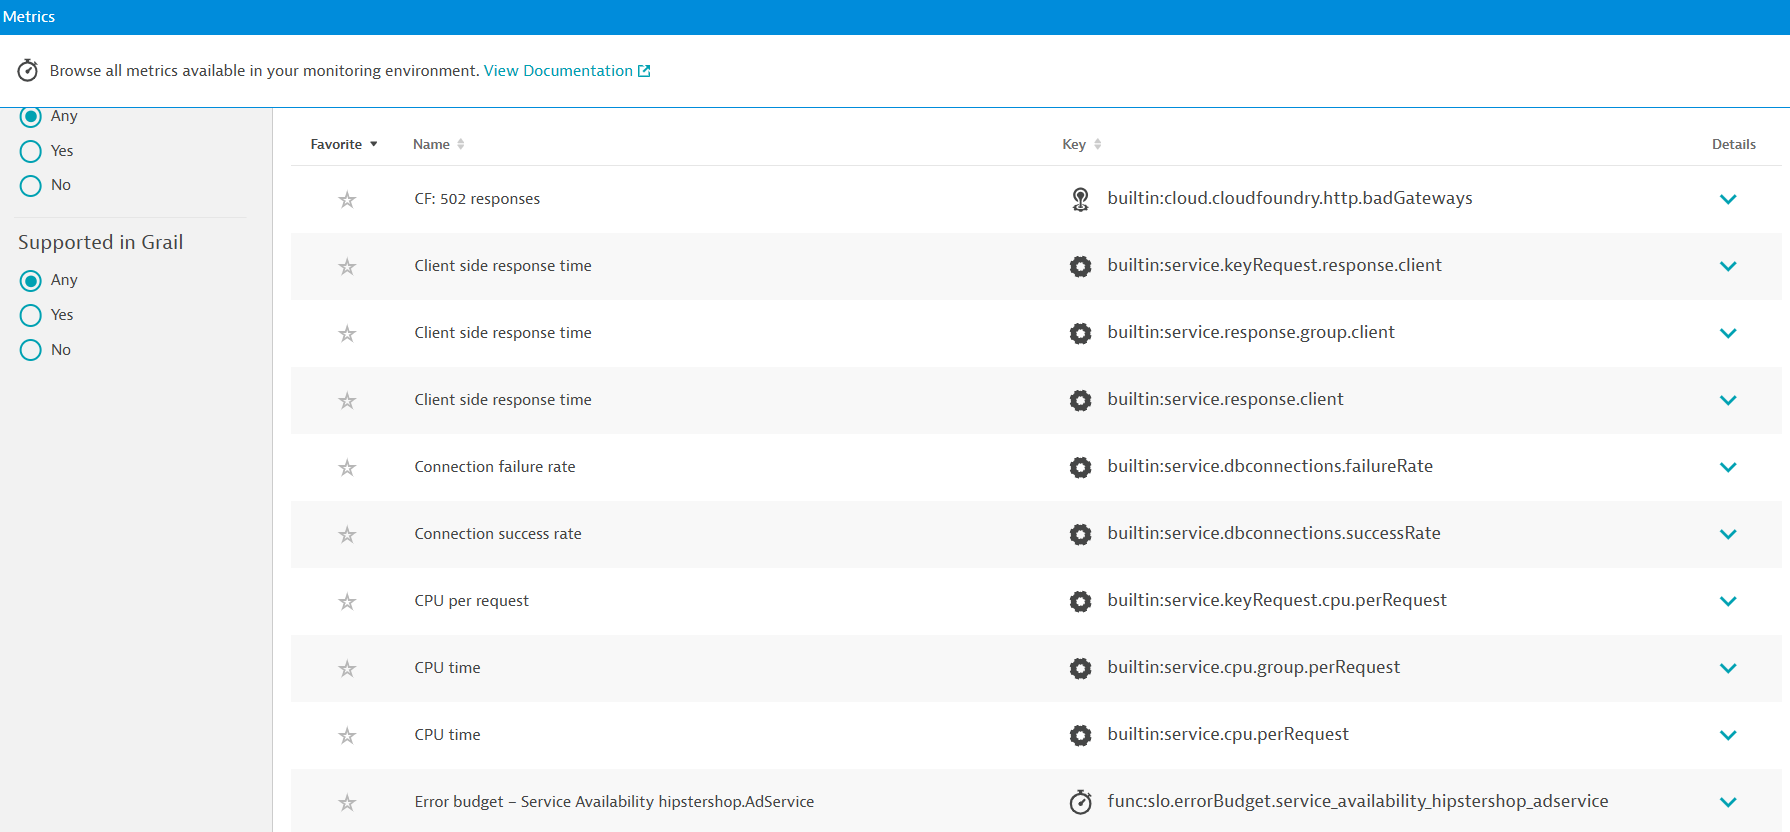 Metrics
Browse all metrics available in your monitoring environment. View Documentation
Any
Yes
No
Supported in Grail
Any
Yes
No
Favorite Name Key Details
CF: 502 responses builtin:cloud.cloudfoundry.http.badGateways
Client side response time builtin:service.keyRequest.response.client
Client side response time builtin:service.response.group.client
Client side response time builtin:service.response.client
Connection failure rate builtin:service.dbconnections.failureRate
Connection success rate builtin:service.dbconnections.successRate
CPU per request builtin:service.keyRequest.cpu.perRequest
CPU time builtin:service.cpu.group.perRequest
CPU time builtin:service.cpu.perRequest
Error budget – Service Availability hipstershop.AdService func:slo.errorBudget.service_availability_hipstershop_adservice